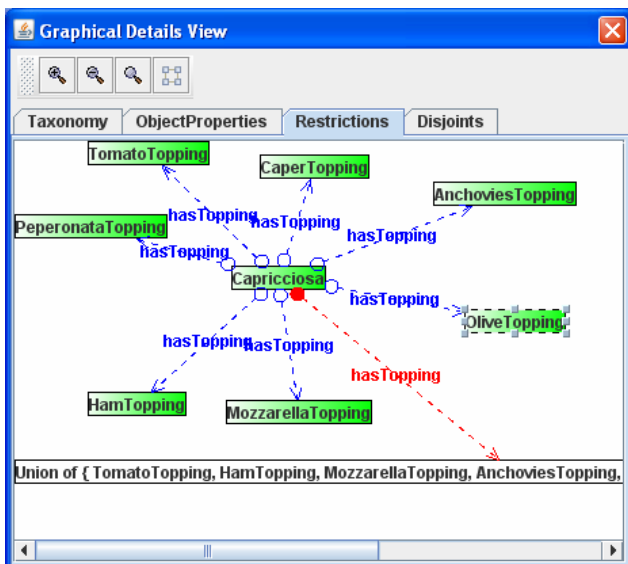 Graphical Details View
Taxonomy
ObjectProperties
Restrictions
Disjoints
TomatoTopping
CaperTopping
AnchoviesTopping
hasTopping
hasTopping
PeperonataTopping
hasTopping
hasTopping
Capricciosa
hasTopping
OliveTopping
hasTopping
hasTopping
hasTopping
HamTopping
MozzarellaTopping
Union of { TomatoTopping, HamTopping, MozzarellaTopping, AnchoviesTopping,